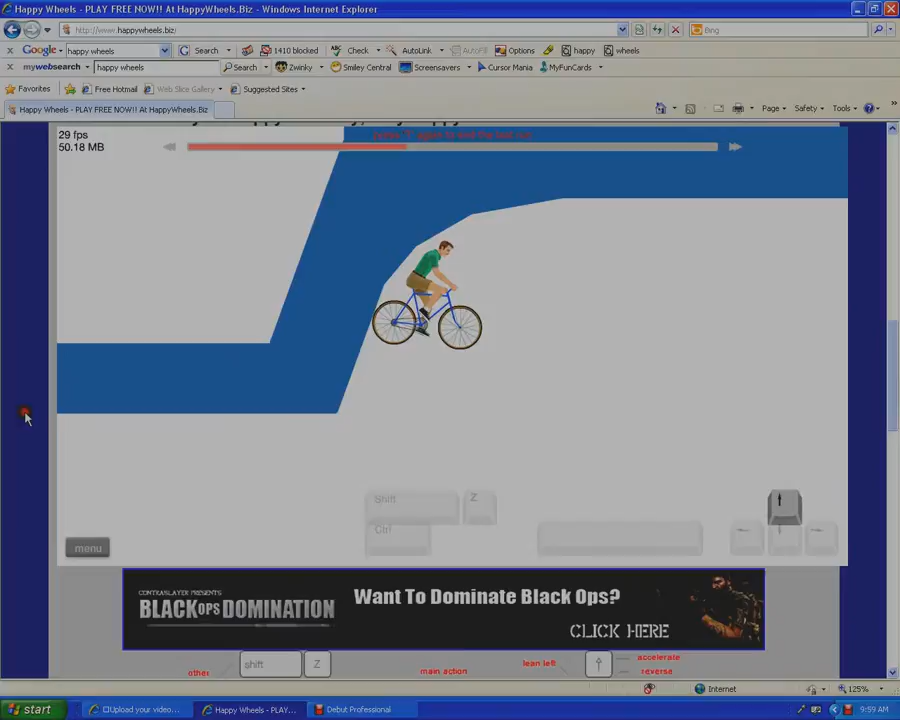 Happy Wheels - PLAY FREE NOW!! At HappyWheels.Biz - Windows Internet Explorer
http://www.happywheels.biz/
Bing
x Google happy wheels Search 1410 blocked Check AutoLink AutoFill Options happy wheels
x mywebsearch happy wheels Search Zwinky Smiley Central Screensavers Cursor Mania MyFunCards
Favorites Free Hotmail Web Slice Gallery Suggested Sites
Happy Wheels - PLAY FREE NOW!! At HappyWheels.Biz
Page Safety Tools
29 fps
50.18 MB
Shift Z
Ctrl
menu
CONTRASLAYER PRESENTS
BLACK OPS DOMINATION
Want To Dominate Black Ops?
CLICK HERE
other shift Z main action lean left accelerate
reverse
Internet 125%
start Upload your video... Happy Wheels - PLAY... Debut Professional 9:59 AM